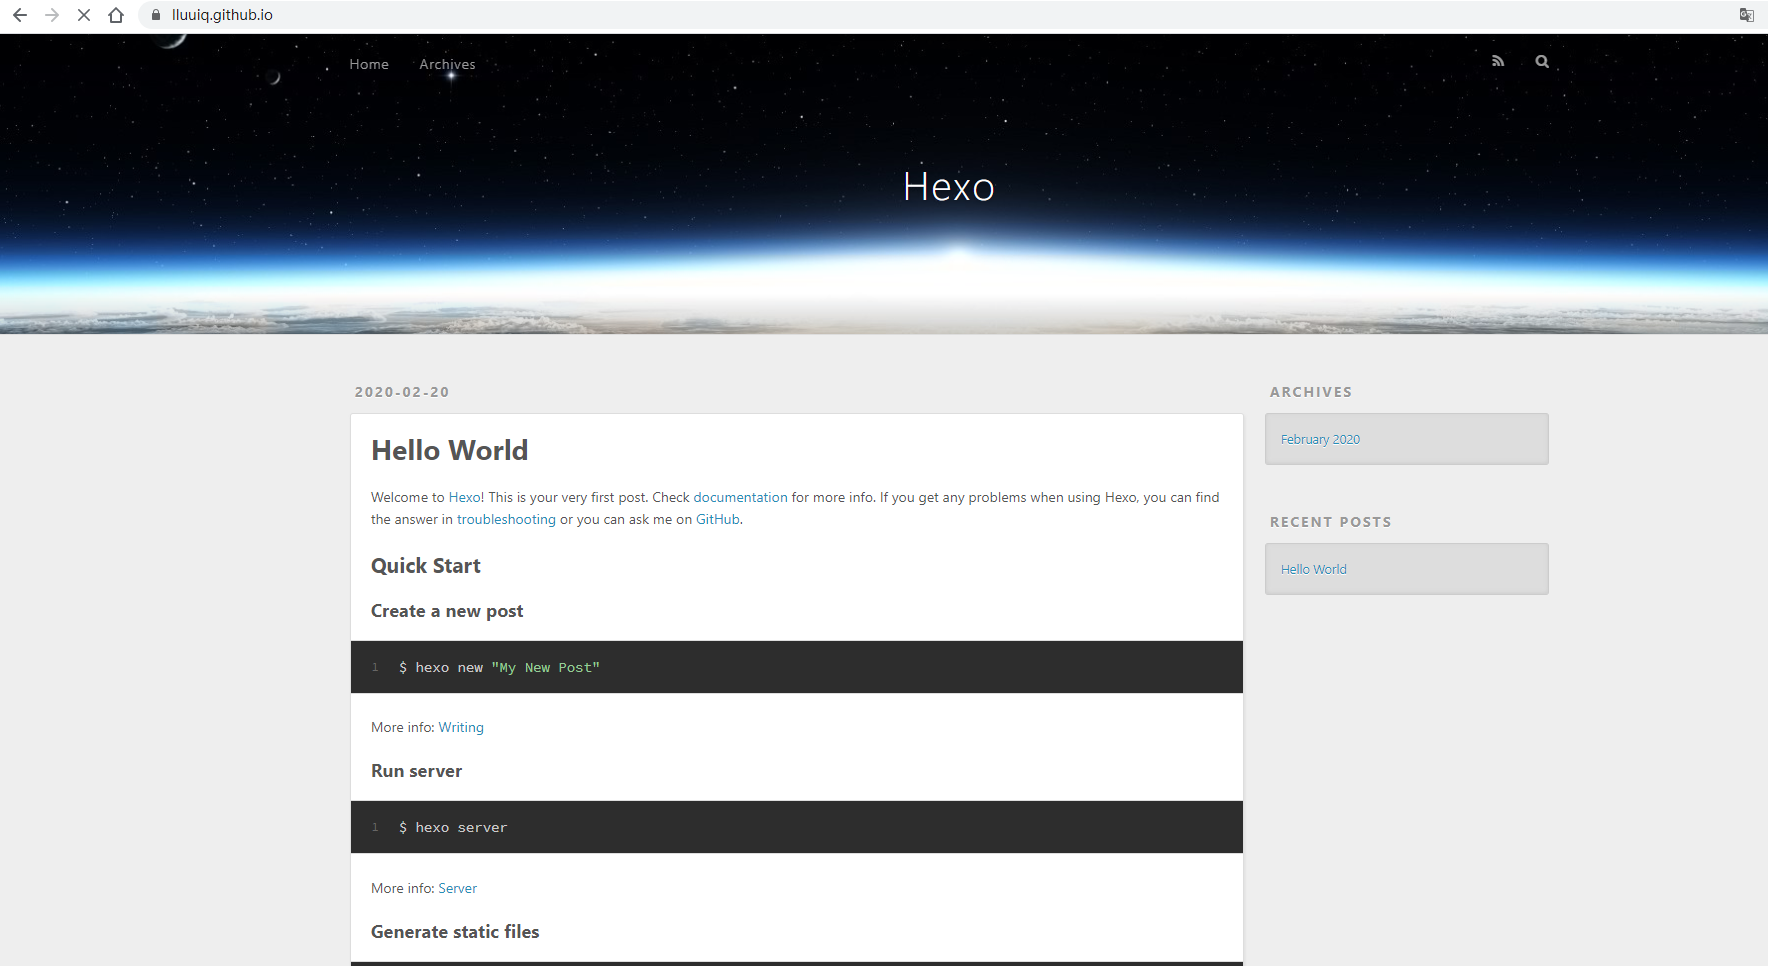 lluuiq.github.io
Home Archives
Hexo
2020-02-20
Hello World
Welcome to Hexo! This is your very first post. Check documentation for more info. If you get any problems when using Hexo, you can find
the answer in troubleshooting or you can ask me on GitHub.
Quick Start
Create a new post
1 $ hexo new "My New Post"
More info: Writing
Run server
1 $ hexo server
More info: Server
Generate static files
ARCHIVES
February 2020
RECENT POSTS
Hello World